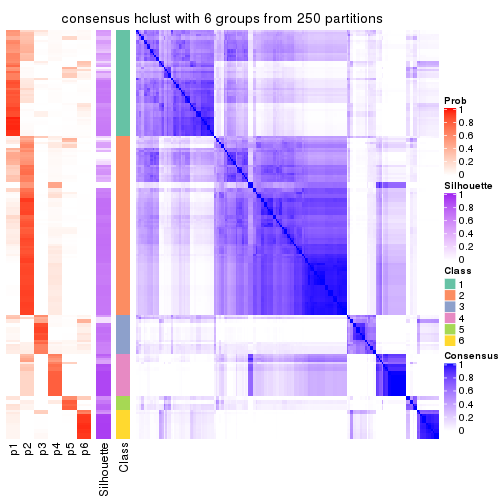 consensus hclust with 6 groups from 250 partitions
Prob
1
0.8
0.6
0.4
0.2
0
Silhouette
1
0.8
0.6
0.4
0.2
0
Class
1
2
3
4
5
6
Consensus
1
0.8
0.6
0.4
0.2
0
p1
p2
p3
p4
p5
p6
Silhouette
Class